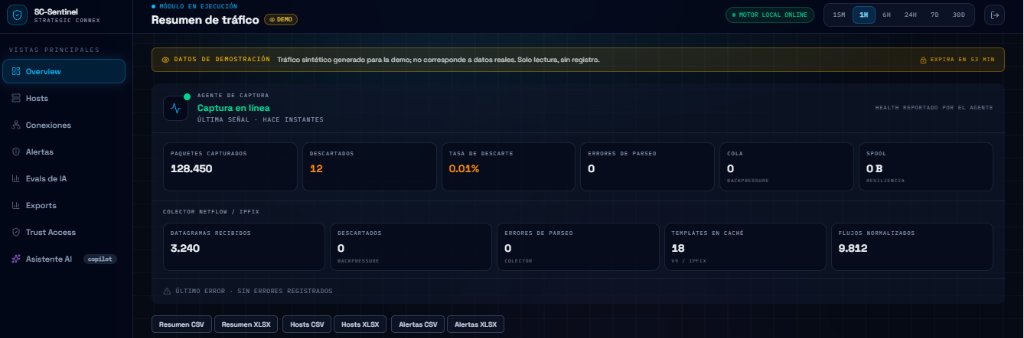 SC-Sentinel
STRATEGIC CONNEX
VISTAS PRINCIPALES
Overview
Hosts
Conexiones
Alertas
Evals de IA
Exports
Trust Access
Asistente AI copilot
MÓDULO EN EJECUCIÓN
Resumen de tráfico DEMO
MOTOR LOCAL ONLINE
15M 1H 6H 24H 7D 30D
DATOS DE DEMOSTRACIÓN Tráfico sintético generado para la demo; no corresponde a datos reales. Solo lectura, sin registro.
EXPIRA EN 53 MIN
AGENTE DE CAPTURA
Captura en línea
ÚLTIMA SEÑAL · HACE INSTANTES
HEALTH REPORTADO POR EL AGENTE
PAQUETES CAPTURADOS
128.450
DESCARTADOS
12
TASA DE DESCARTE
0.01%
ERRORES DE PARSEO
0
COLA
0
BACKPRESSURE
SPOOL
0 B
RESILIENCIA
COLECTOR NETFLOW / IPFIX
DATAGRAMAS RECIBIDOS
3.240
DESCARTADOS
0
BACKPRESSURE
ERRORES DE PARSEO
0
COLECTOR
TEMPLATES EN CACHÉ
18
V9 / IPFIX
FLUJOS NORMALIZADOS
9.812
ÚLTIMO ERROR · SIN ERRORES REGISTRADOS
Resumen CSV Resumen XLSX Hosts CSV Hosts XLSX Alertas CSV Alertas XLSX